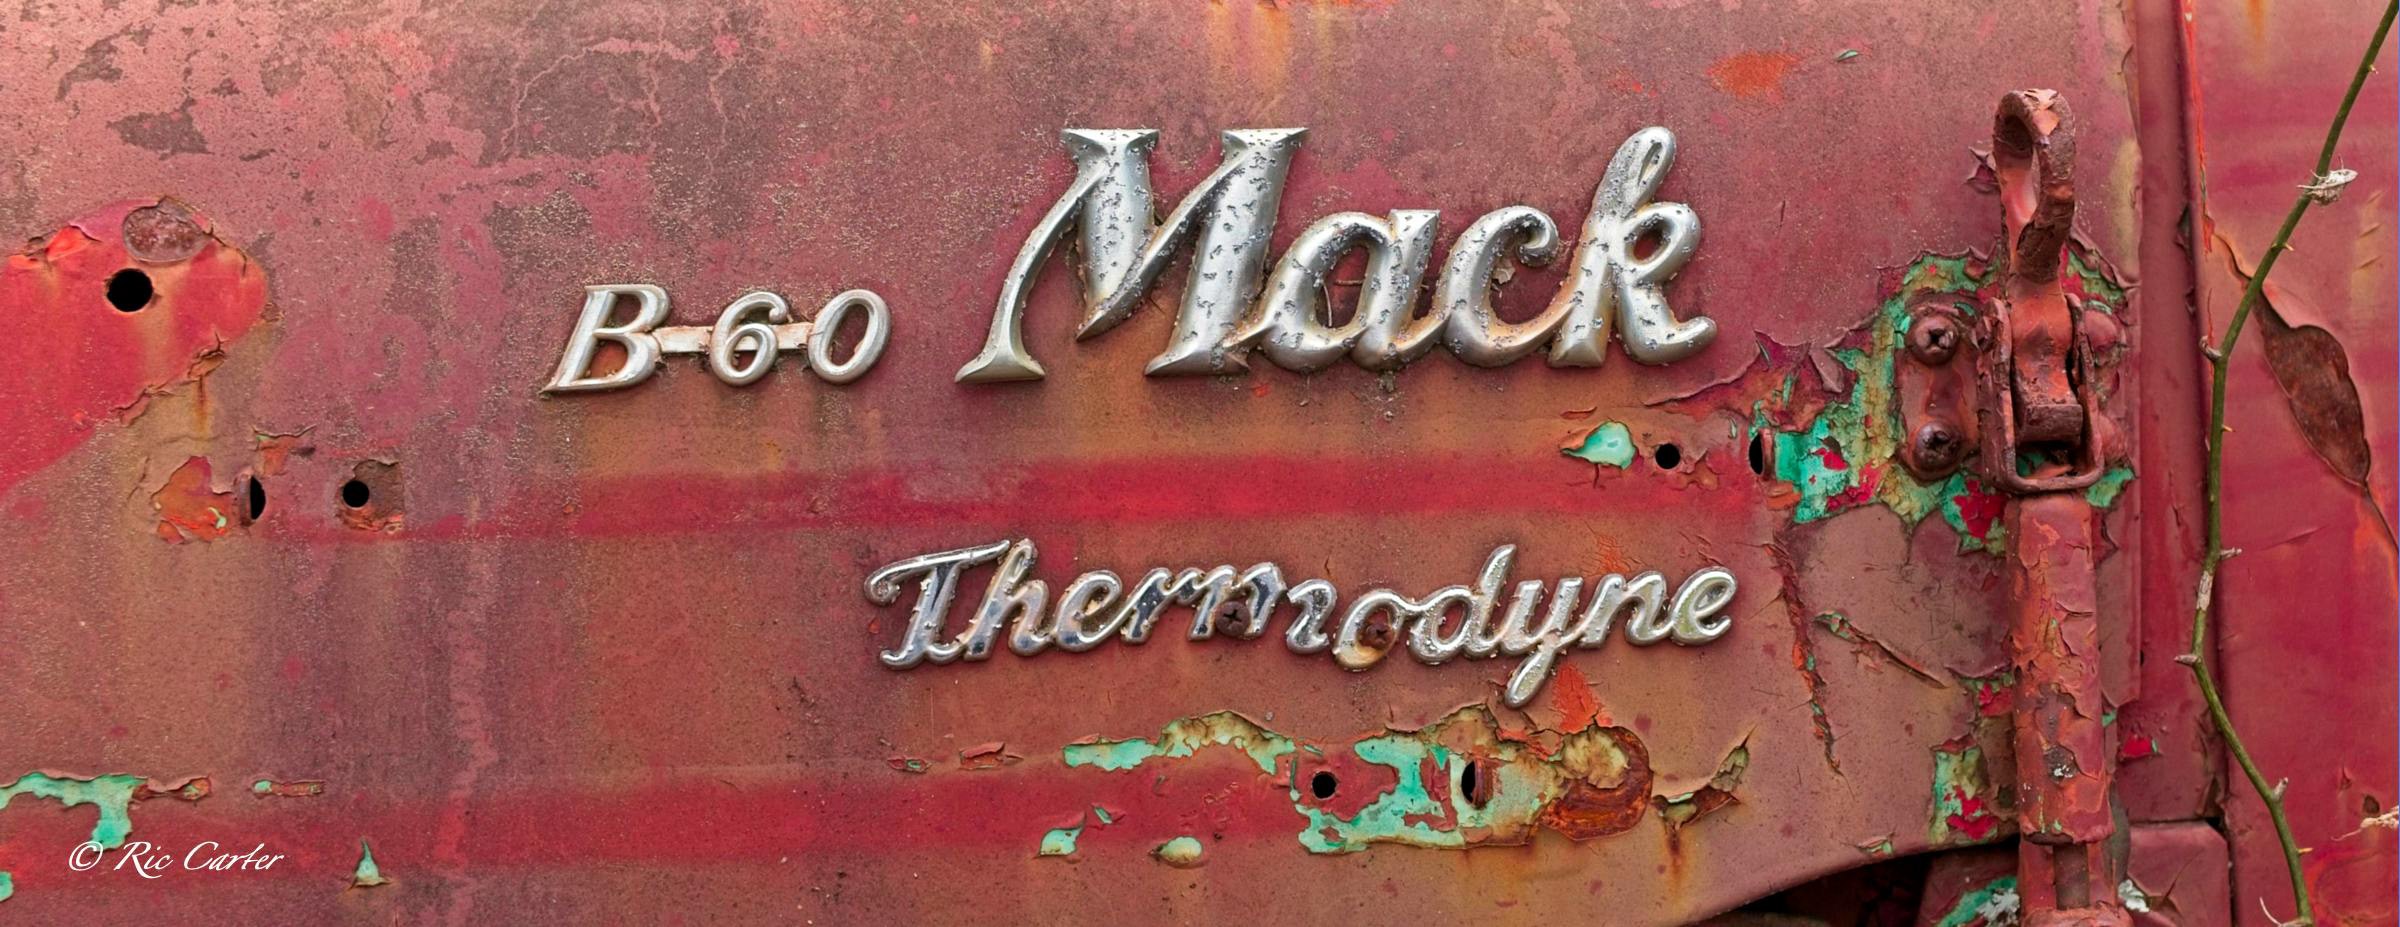 B-60 Mack
Thermodyne
© Ric Carter